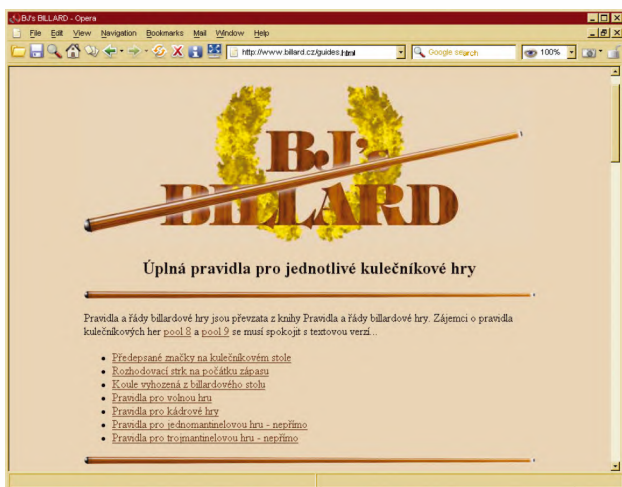 BJ's BILLARD - Opera
File Edit View Navigation Bookmarks Mail Window Help
http://www.billard.cz/guides.html Google search 100%
BJ's
BILLARD
Úplná pravidla pro jednotlivé kulečníkové hry
Pravidla a řády billardové hry jsou převzata z knihy Pravidla a řády billardové hry. Zájemci o pravidla
kulečníkových her pool 8 a pool 9 se musí spokojit s textovou verzí...
• Předepsané značky na kulečníkovém stole
• Rozhodovací strk na počátku zápasu
• Koule vyhozená z billardového stolu
• Pravidla pro volnou hru
• Pravidla pro kádrové hry
• Pravidla pro jednomantinelovou hru - nepřímo
• Pravidla pro trojmantinelovou hru - nepřímo